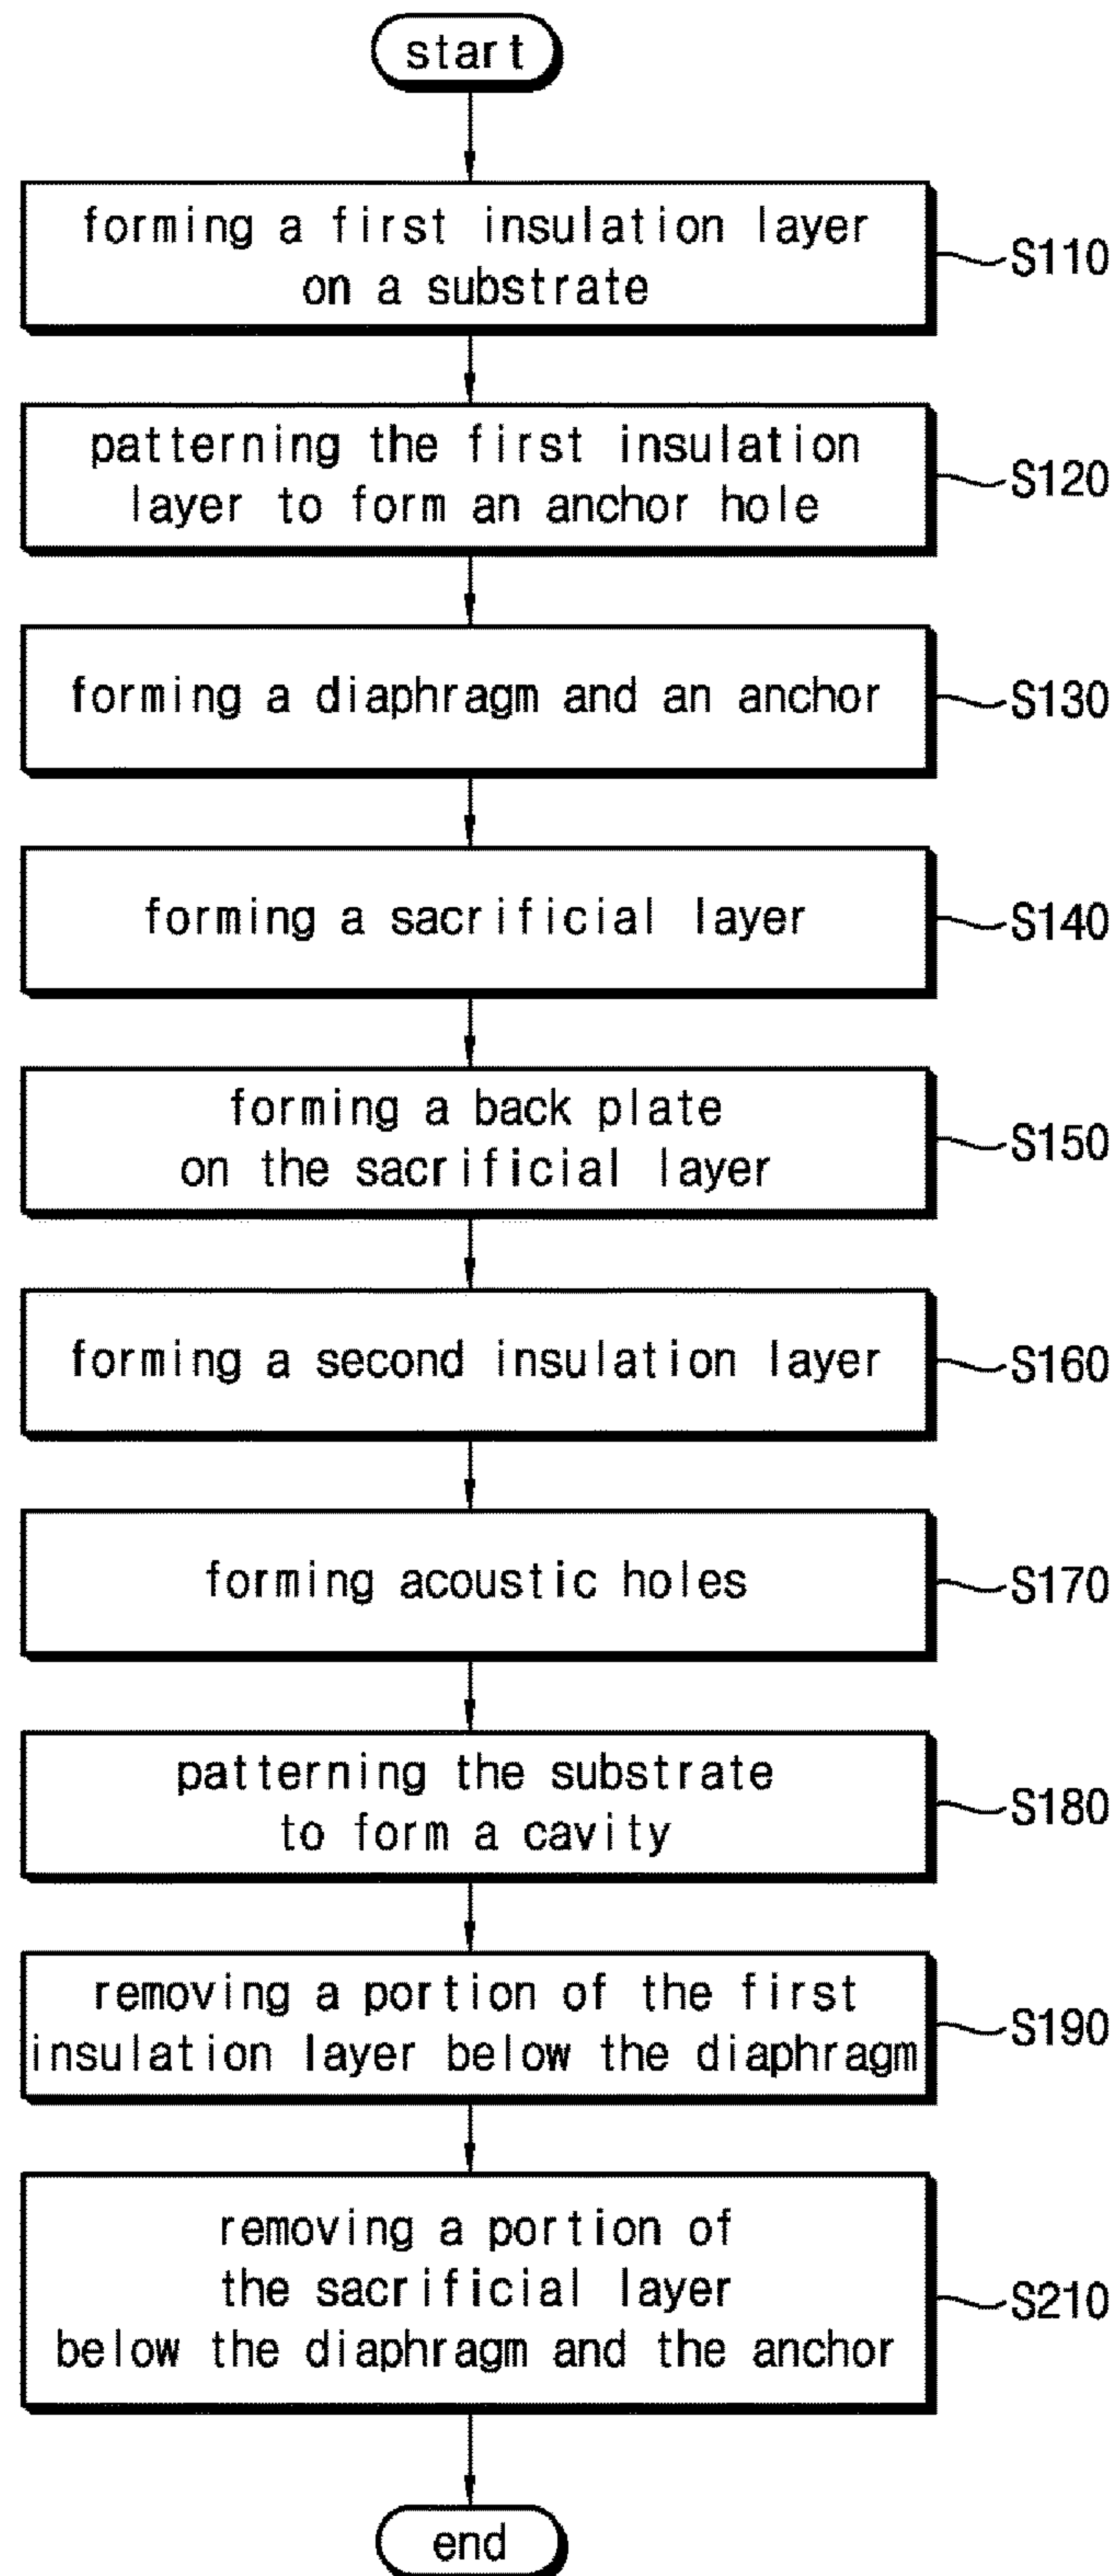 start
forming a first insulation layer
on a substrate
S110
patterning the first insulation
layer to form an anchor hole
S120
forming a diaphragm and an anchor
S130
forming a sacrificial layer
S140
forming a back plate
on the sacrificial layer
S150
forming a second insulation layer
S160
forming acoustic holes
S170
patterning the substrate
to form a cavity
S180
removing a portion of the first
insulation layer below the diaphragm
S190
removing a portion of
the sacrificial layer
below the diaphragm and the anchor
S210
end